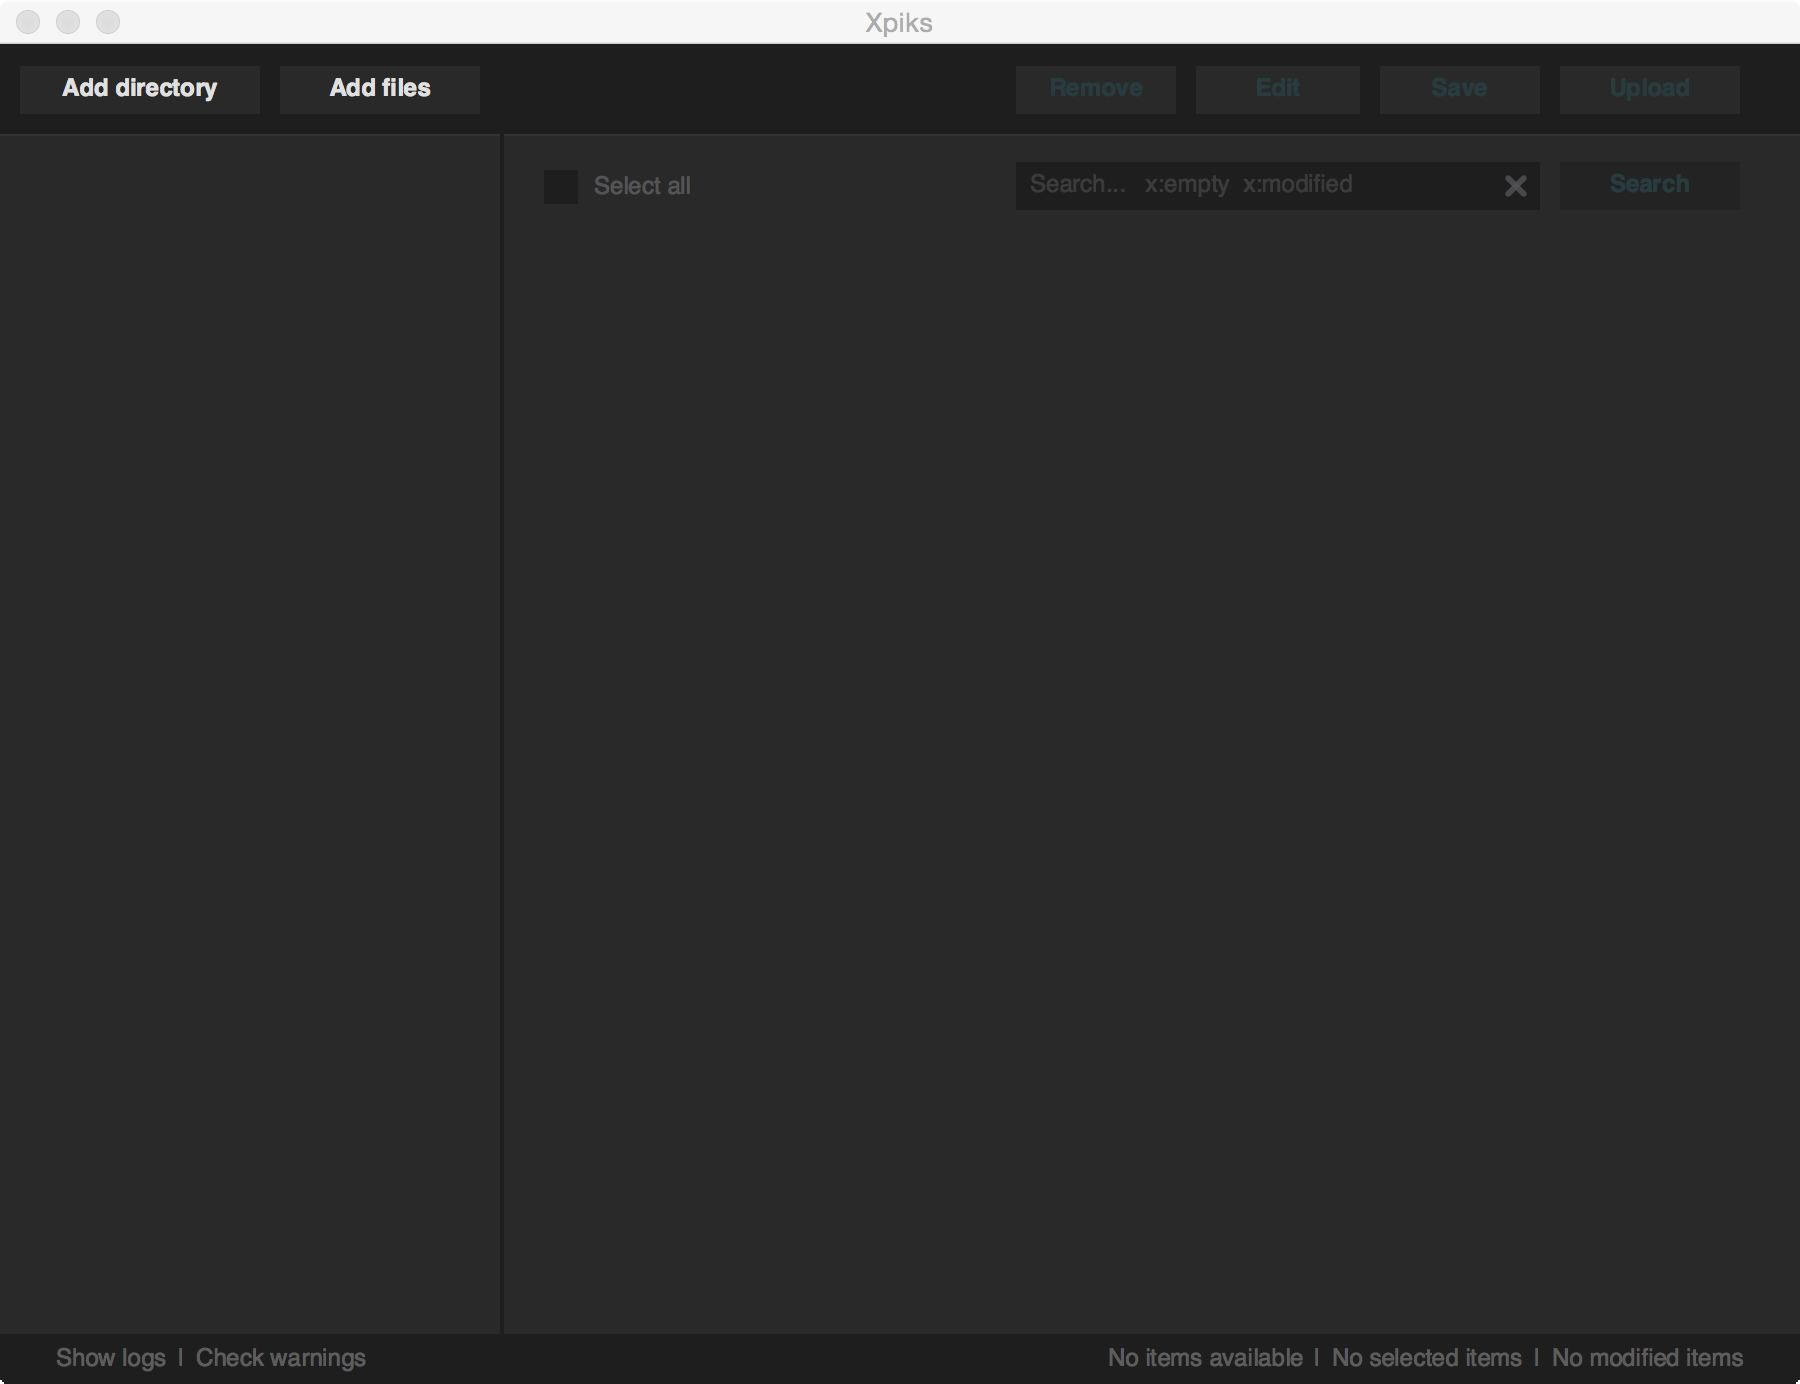 Xpiks
Add directory Add files Remove Edit Save Upload
Select all Search... x:empty x:modified Search
Show logs | Check warnings No items available | No selected items | No modified items